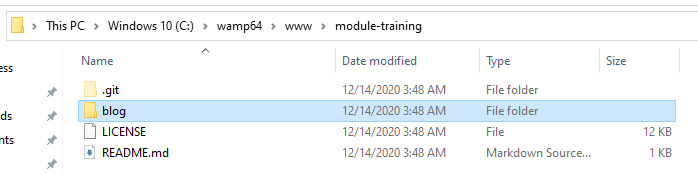 This PC > Windows 10 (C:) > wamp64 > www > module-training
Name Date modified Type Size
ess
.git 12/14/2020 3:48 AM File folder
blog 12/14/2020 3:48 AM File folder
ds LICENSE 12/14/2020 3:48 AM File 12 KB
nts README.md 12/14/2020 3:48 AM Markdown Source... 1 KB